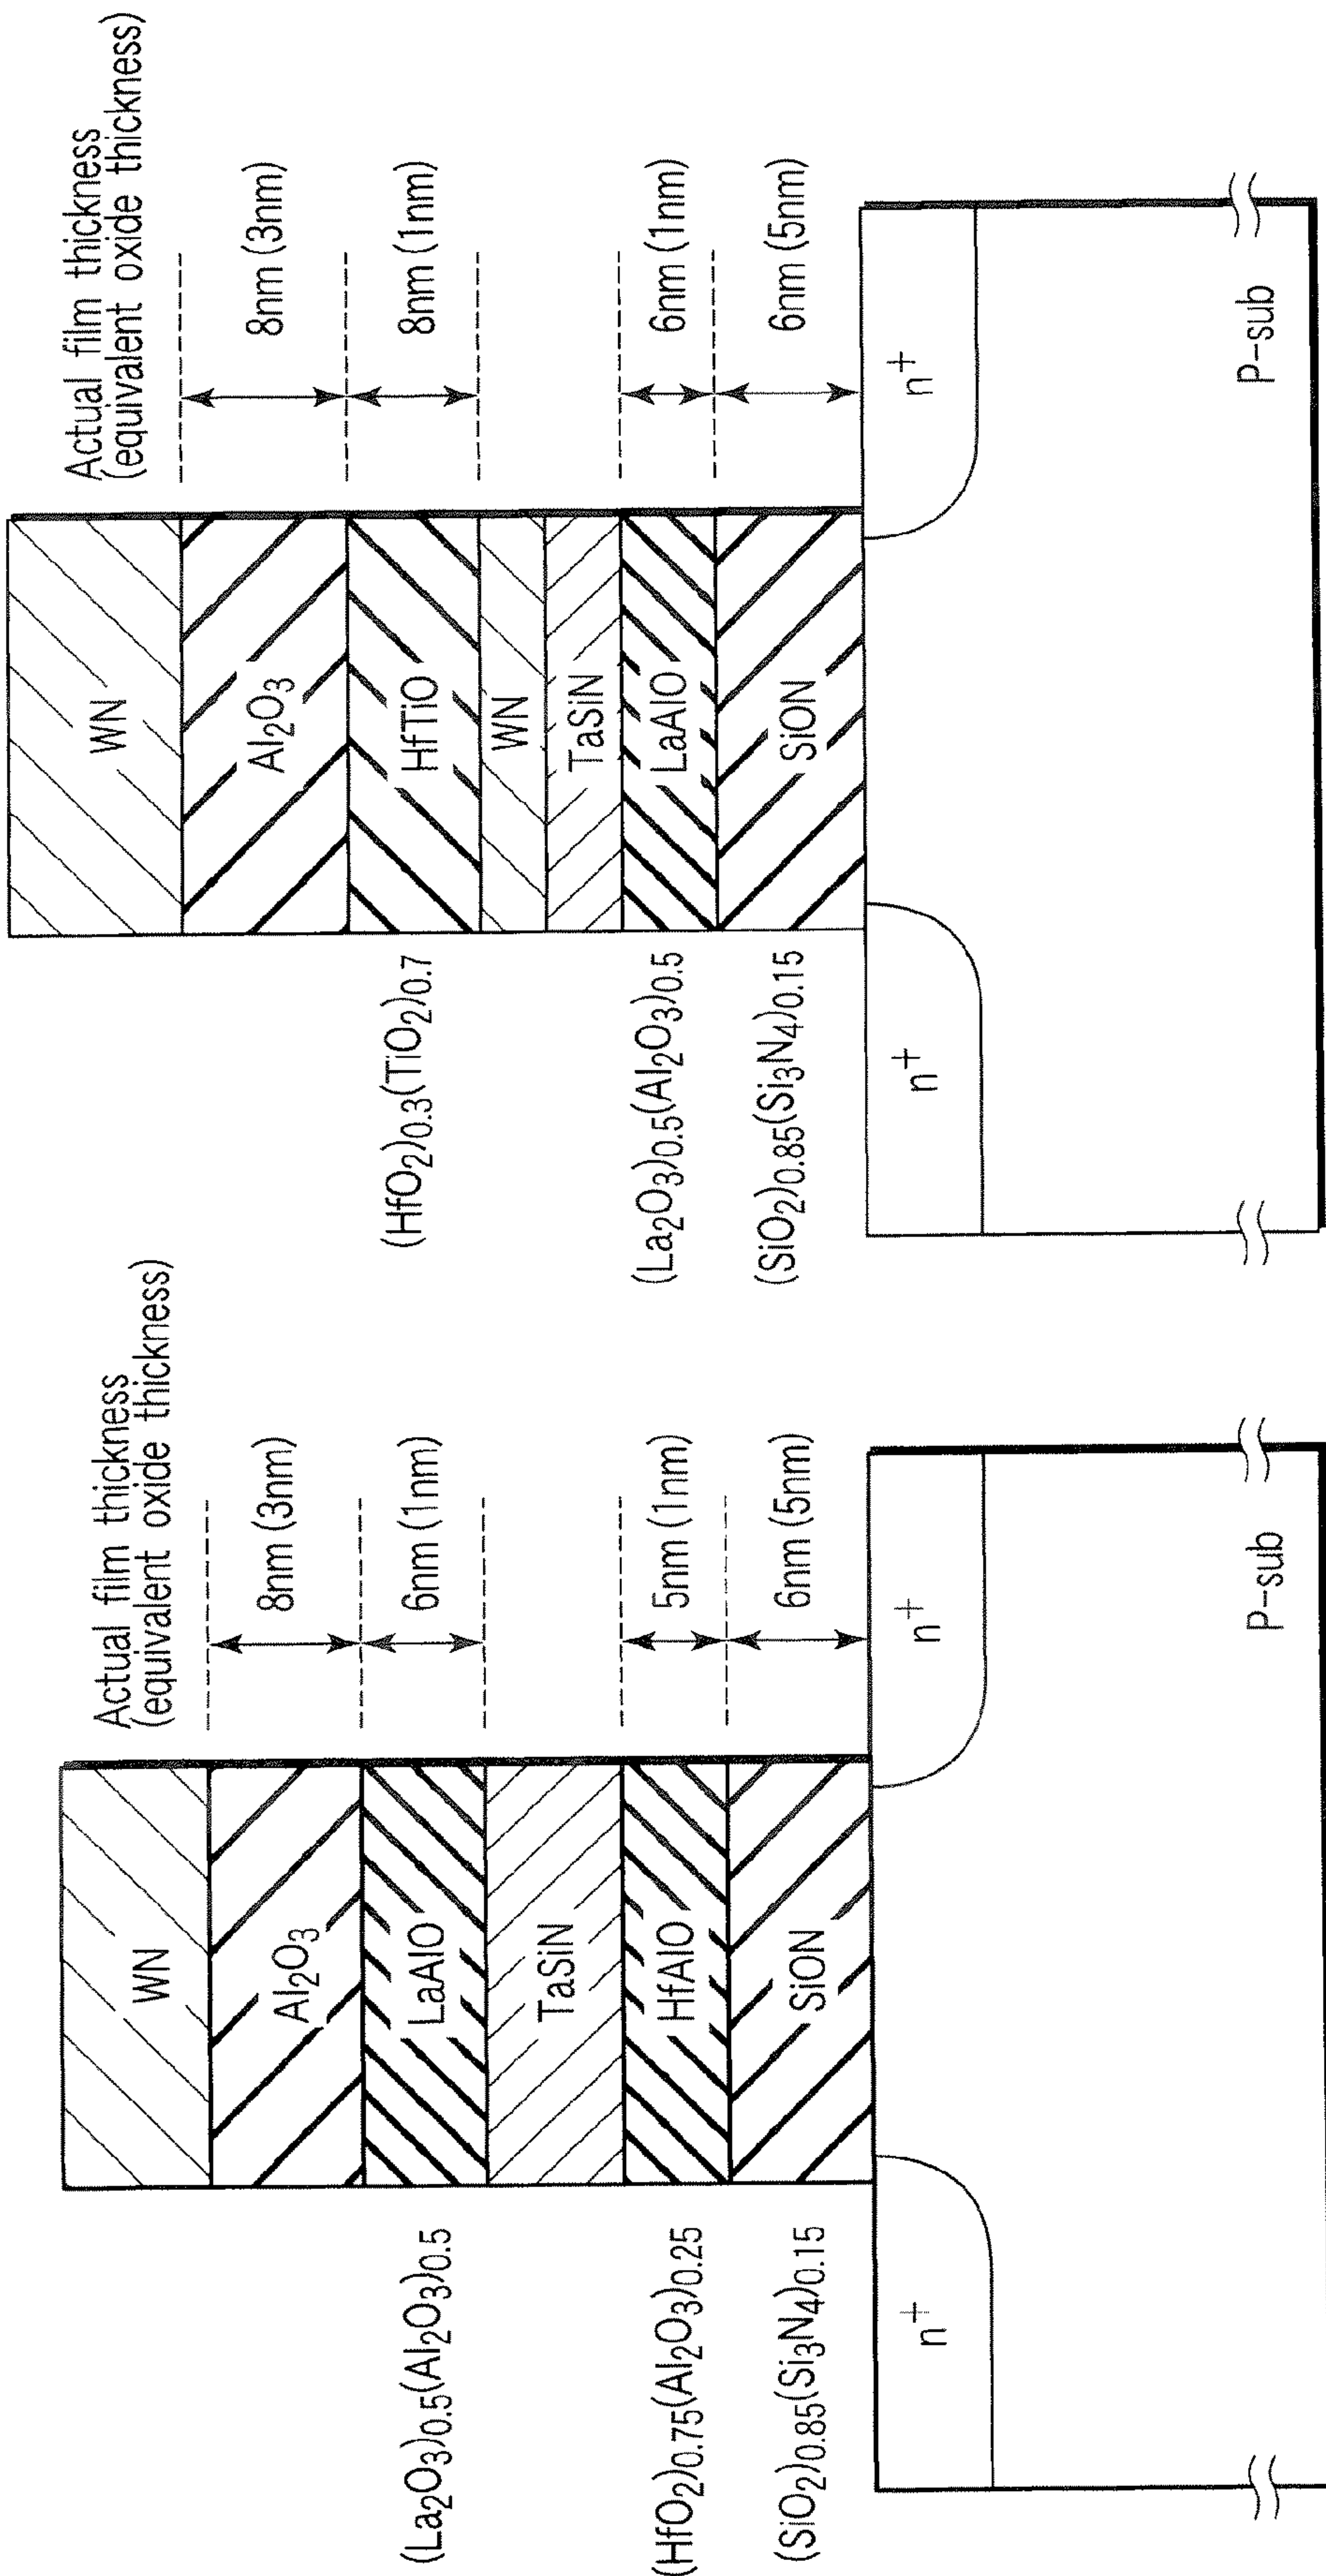 Actual film thickness
(equivalent oxide thickness)
WN
Al2O3
8nm (3nm)
(La2O3)0.5(Al2O3)0.5
LaAlO
6nm (1nm)
TaSiN
(HfO2)0.75(Al2O3)0.25
HfAlO
5nm (1nm)
(SiO2)0.85(Si3N4)0.15
SiON
6nm (5nm)
n+
n+
P-sub
Actual film thickness
(equivalent oxide thickness)
WN
Al2O3
8nm (3nm)
(HfO2)0.3(TiO2)0.7
HfTiO
8nm (1nm)
WN
TaSiN
(La2O3)0.5(Al2O3)0.5
LaAlO
6nm (1nm)
(SiO2)0.85(Si3N4)0.15
SiON
6nm (5nm)
n+
n+
P-sub